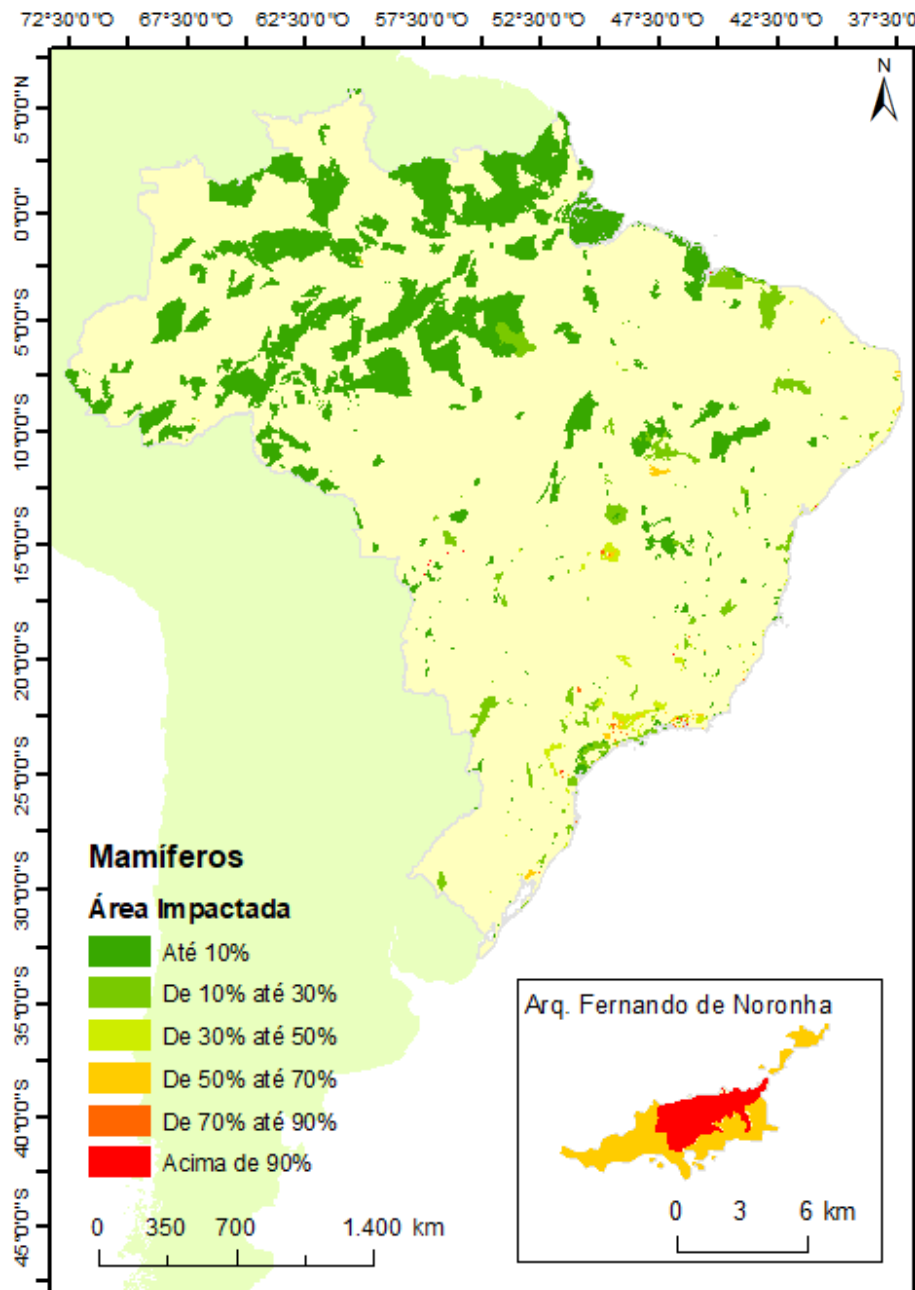 72°30'0"O 67°30'0"O 62°30'0"O 52°30'0"O 47°30'0"O 42°30'0"O 37°30'0"O
N
5°0'0"N
0°0'0"
5°0'0"S
10°0'0"S
15°0'0"S
20°0'0"S
25°0'0"S
30°0'0"S
35°0'0"S
40°0'0"S
45°0'0"S
Mamíferos
Área Impactada
Até 10%
De 10% até 30%
De 30% até 50%
De 50% até 70%
De 70% até 90%
Acima de 90%
0 350 700 1.400 km
Arq. Fernando de Noronha
0 3 6 km